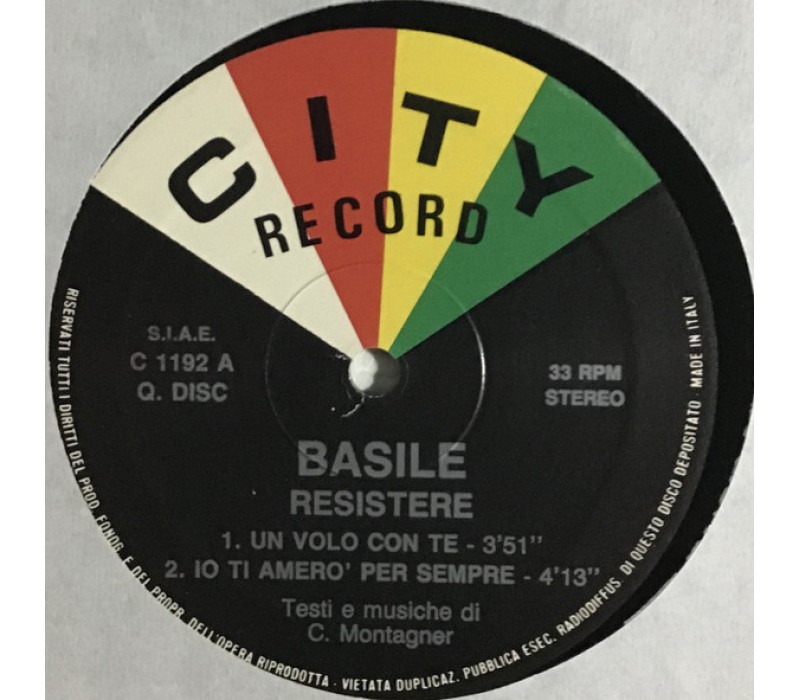 CITY
RECORD
S.I.A.E.
C 1192 A
Q. DISC
33 RPM
STEREO
BASILE
RESISTERE
1. UN VOLO CON TE - 3'51"
2. IO TI AMERO' PER SEMPRE - 4'13"
Testi e musiche di
C. Montagner
RISERVATI TUTTI I DIRITTI DEL PROD. FONOG. E DEL PROPR. DELL'OPERA RIPRODOTTA - VIETATA DUPLICAZ. PUBBLICA ESEC. RADIODIFFUS. DI QUESTO DISCO DEPOSITATO - MADE IN ITALY